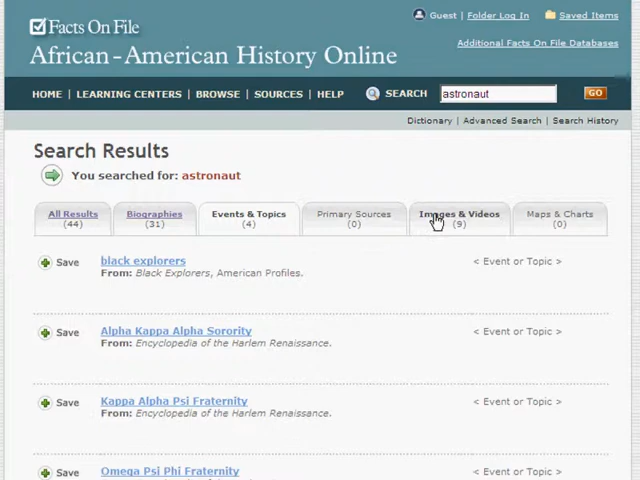 Guest | Folder Log In Saved Items
Facts On File
Additional Facts On File Databases
African-American History Online
HOME | LEARNING CENTERS | BROWSE | SOURCES | HELP SEARCH astronaut GO
Dictionary | Advanced Search | Search History
Search Results
You searched for: astronaut
All Results Biographies Events & Topics Primary Sources Images & Videos Maps & Charts
(44) (31) (4) (0) (9) (0)
Save black explorers < Event or Topic >
From: Black Explorers, American Profiles.
Save Alpha Kappa Alpha Sorority < Event or Topic >
From: Encyclopedia of the Harlem Renaissance.
Save Kappa Alpha Psi Fraternity < Event or Topic >
From: Encyclopedia of the Harlem Renaissance.
Save Omega Psi Phi Fraternity < Event or Topic >